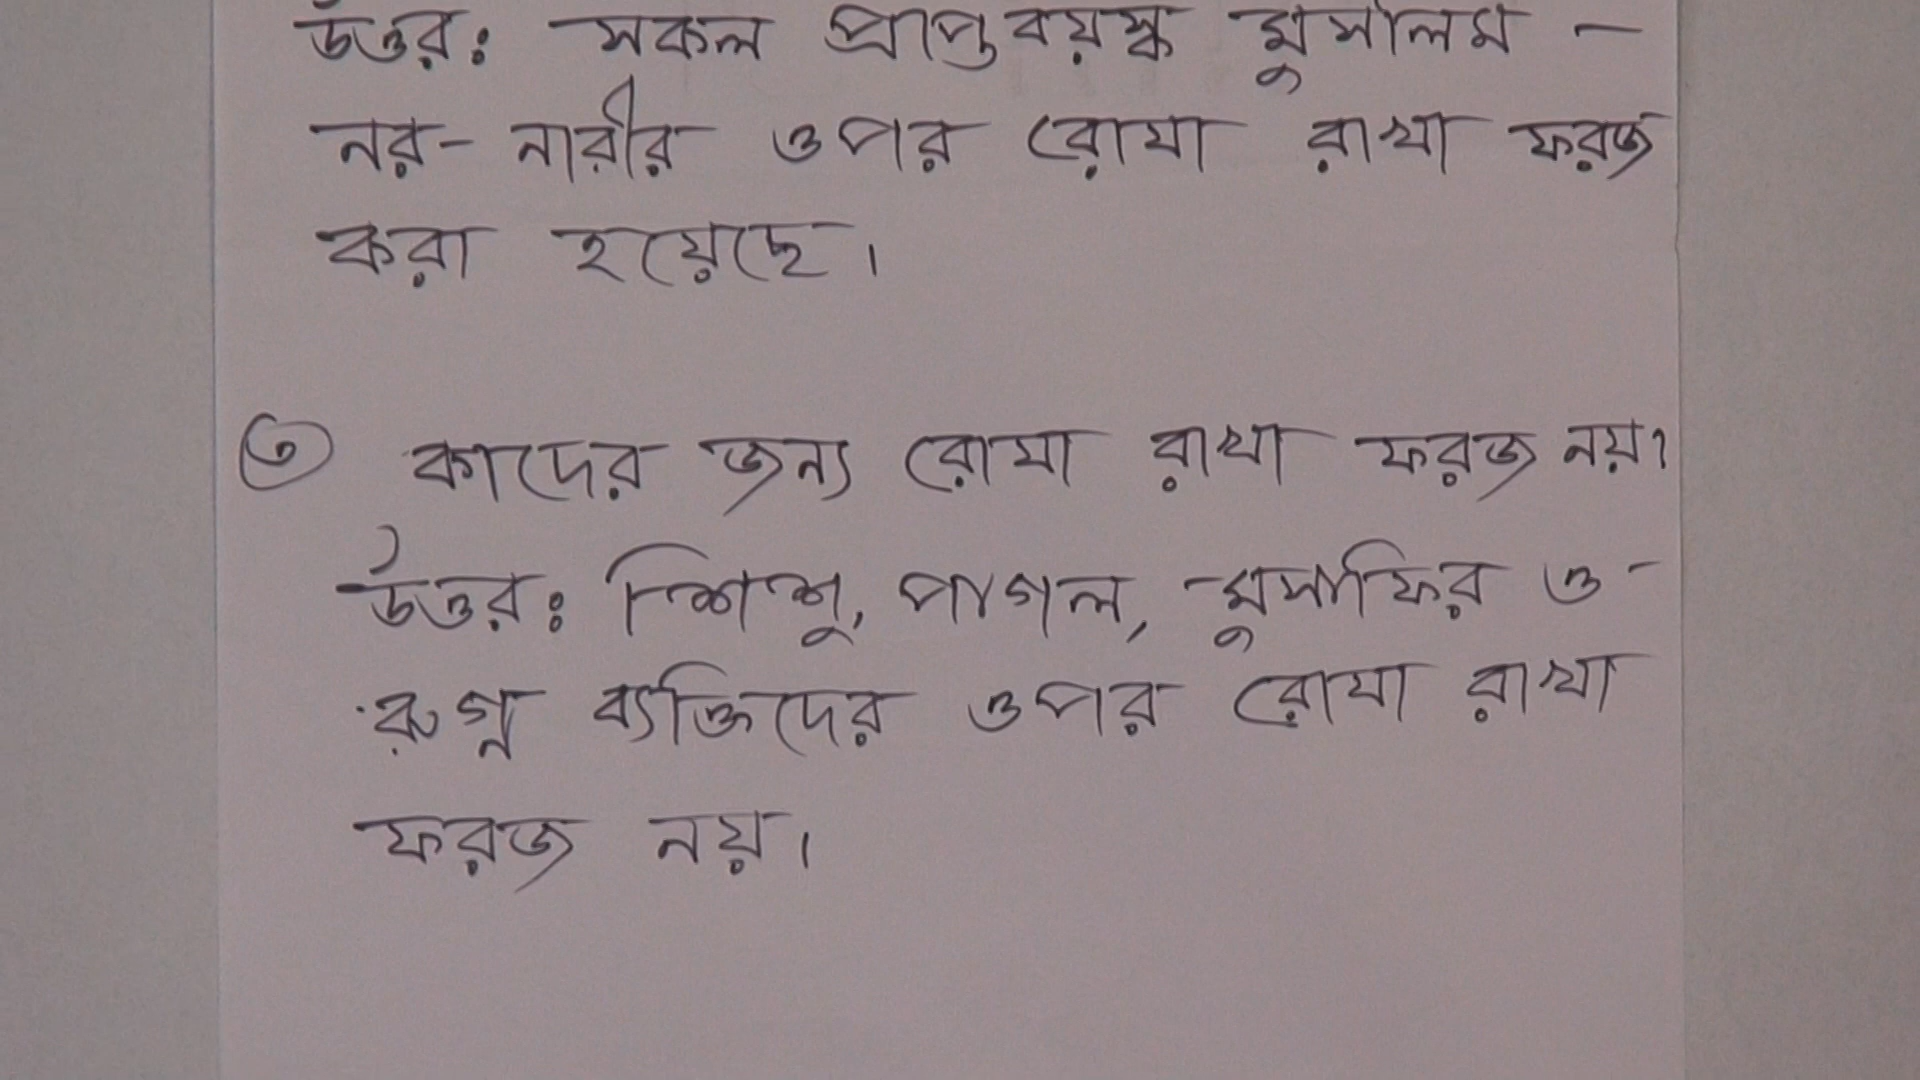 উত্তর: সকল প্রাপ্তবয়স্ক মুসলিম -
নর- নারীর ওপর রোযা রাখা ফরজ
করা হয়েছে।
৩ কাদের জন্য রোযা রাখা ফরজ নয়?
উত্তর: শিশু, পাগল, মুসাফির ও -
রুগ্ন ব্যক্তিদের ওপর রোযা রাখা
ফরজ নয়।